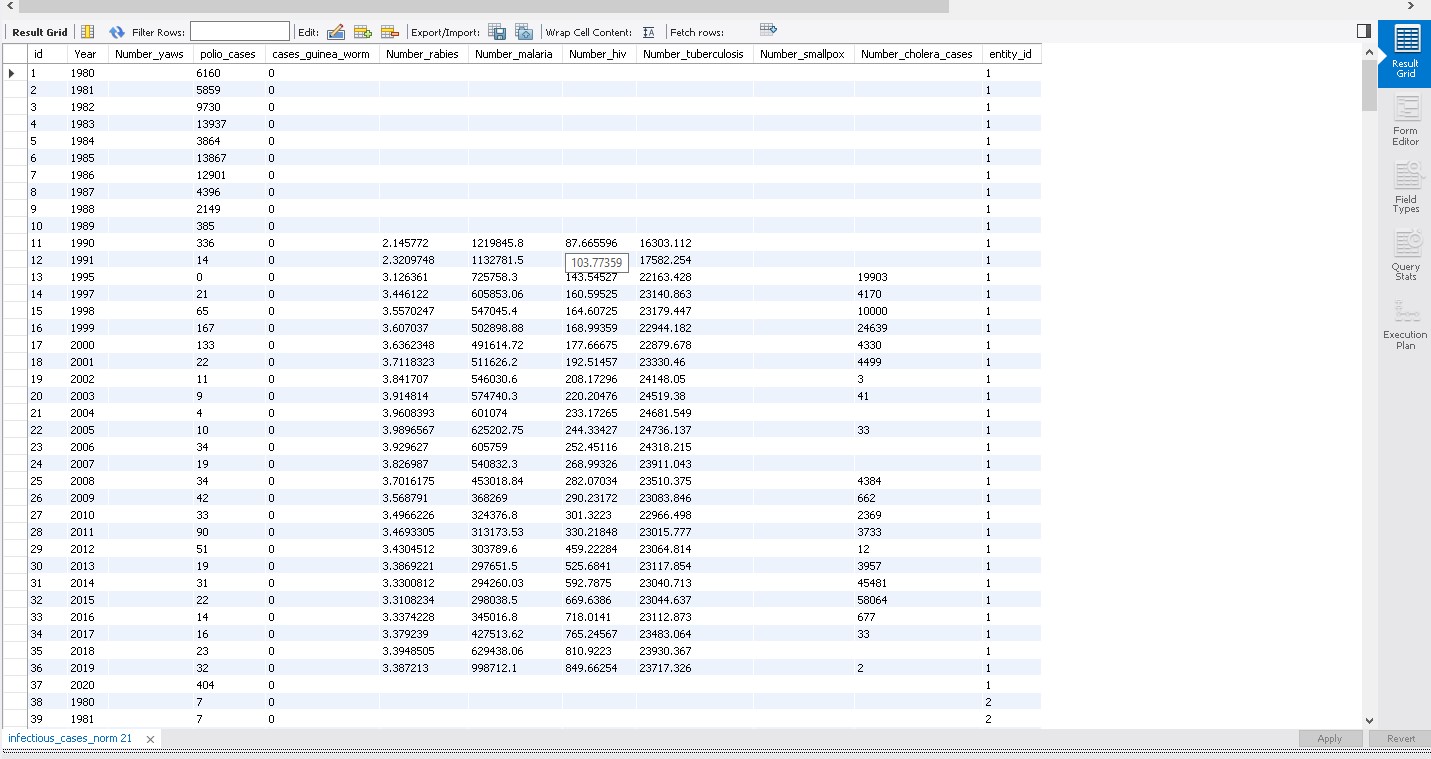 Result Grid Filter Rows: Edit: Export/Import: Wrap Cell Content: Fetch rows:
id Year Number_yaws polio_cases cases_guinea_worm Number_rabies Number_malaria Number_hiv Number_tuberculosis Number_smallpox Number_cholera_cases entity_id
1 1980 6160 0 1
2 1981 5859 0 1
3 1982 9730 0 1
4 1983 13937 0 1
5 1984 3864 0 1
6 1985 13867 0 1
7 1986 12901 0 1
8 1987 4396 0 1
9 1988 2149 0 1
10 1989 385 0 1
11 1990 336 0 2.145772 1219845.8 87.665596 16303.112 1
12 1991 14 0 2.3209748 1132781.5 103.77359 17582.254 1
13 1995 0 0 3.126361 725758.3 143.54527 22163.428 19903 1
14 1997 21 0 3.446122 605853.06 160.59525 23140.863 4170 1
15 1998 65 0 3.5570247 547045.4 164.60725 23179.447 10000 1
16 1999 167 0 3.607037 502898.88 168.99359 22944.182 24639 1
17 2000 133 0 3.6362348 491614.72 177.66675 22879.678 4330 1
18 2001 22 0 3.7118323 511626.2 192.51457 23330.46 4499 1
19 2002 11 0 3.841707 546030.6 208.17296 24148.05 3 1
20 2003 9 0 3.914814 574740.3 220.20476 24519.38 41 1
21 2004 4 0 3.9608393 601074 233.17265 24681.549 1
22 2005 10 0 3.9896567 625202.75 244.33427 24736.137 33 1
23 2006 34 0 3.929627 605759 252.45116 24318.215 1
24 2007 19 0 3.826987 540832.3 268.99326 23911.043 1
25 2008 34 0 3.7016175 453018.84 282.07034 23510.375 4384 1
26 2009 42 0 3.568791 368269 290.23172 23083.846 662 1
27 2010 33 0 3.4966226 324376.8 301.3223 22966.498 2369 1
28 2011 90 0 3.4693305 313173.53 330.21848 23015.777 3733 1
29 2012 51 0 3.4304512 303789.6 459.22284 23064.814 12 1
30 2013 19 0 3.3869221 297651.5 525.6841 23117.854 3957 1
31 2014 31 0 3.3300812 294260.03 592.7875 23040.713 45481 1
32 2015 22 0 3.3108234 298038.5 669.6386 23044.637 58064 1
33 2016 14 0 3.3374228 345016.8 718.0141 23112.873 677 1
34 2017 16 0 3.379239 427513.62 765.24567 23483.064 33 1
35 2018 23 0 3.3948505 629438.06 810.9223 23930.367 1
36 2019 32 0 3.387213 998712.1 849.66254 23717.326 2 1
37 2020 404 0 1
38 1980 7 0 2
39 1981 7 0 2
Result
Grid
Form
Editor
Field
Types
Query
Stats
Execution
Plan
infectious_cases_norm 21 Apply Revert